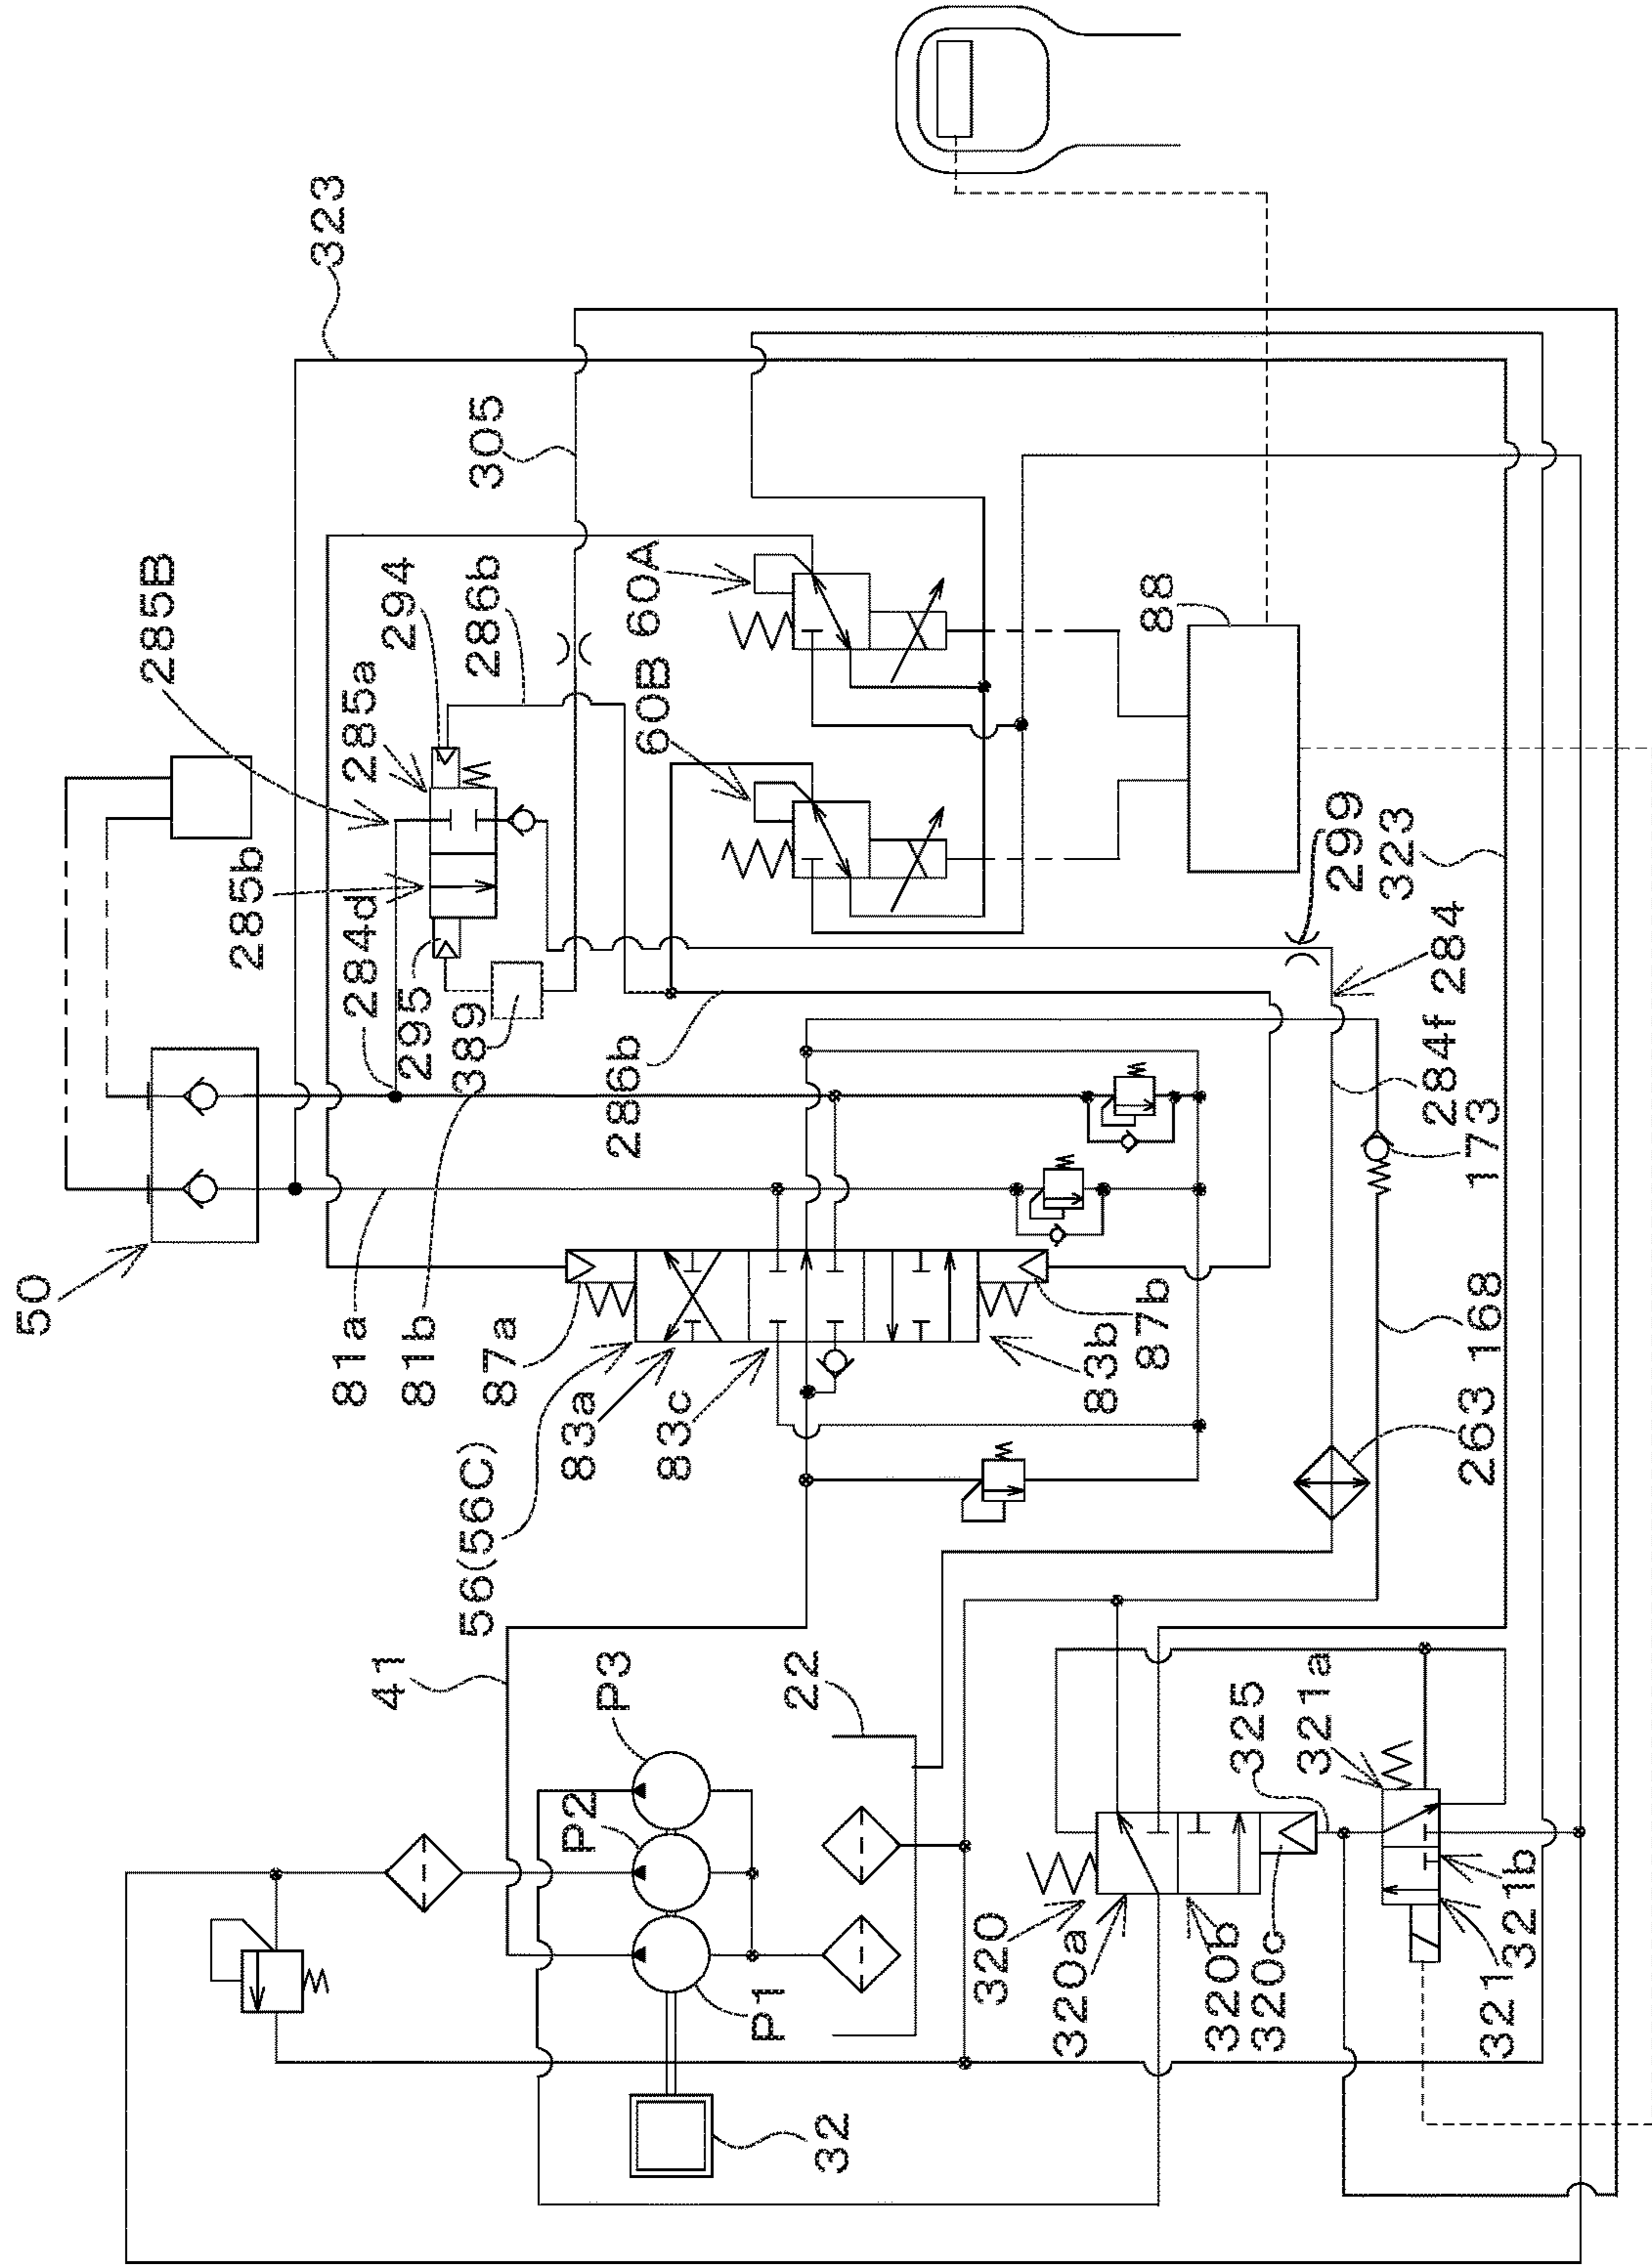 323
285B
294
286b
305
285a
60A
60B
285b
284d
88
299
323
295
389
286b
284
284f
173
50
81a
81b
87a
83a
83c
56(56C)
83b
87b
168
263
41
P3
P2
P1
22
32
325
321a
320
320a
320b
320c
321
321b